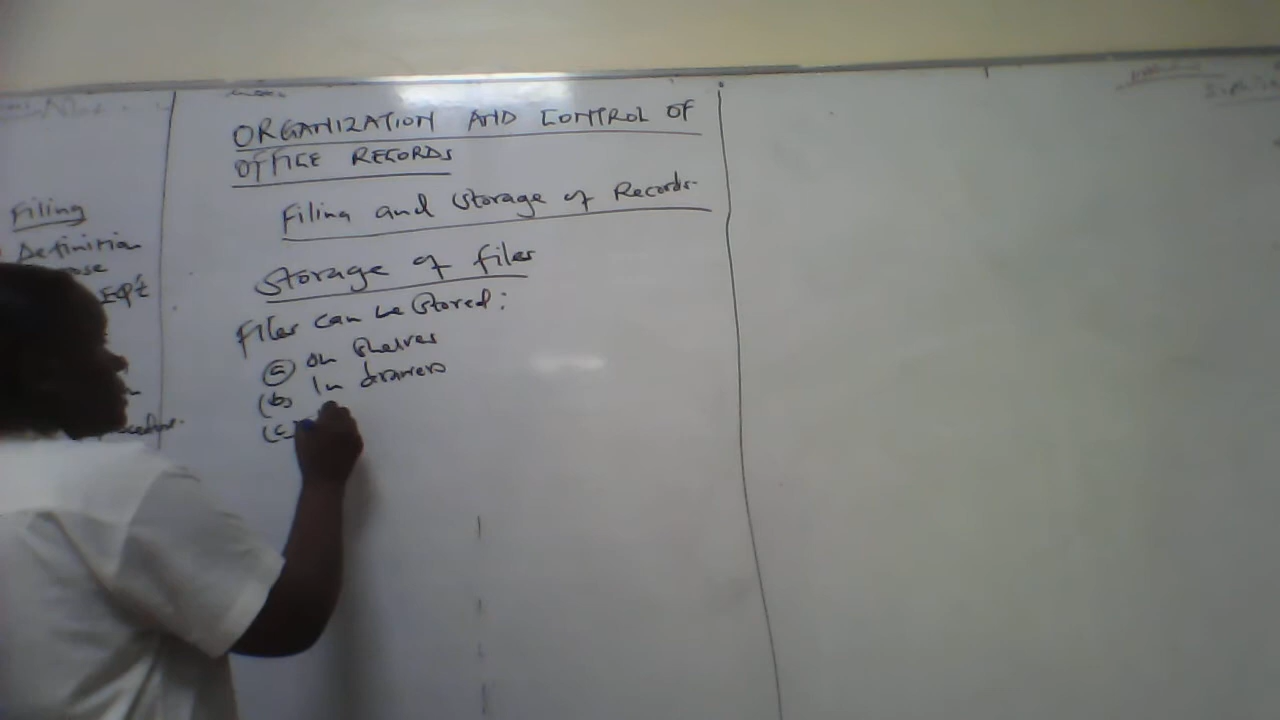 Filing
Definition
Eqp't
ORGANIZATION AND CONTROL OF
OFFICE RECORDS
Filing and Storage of Records.
Storage of files
Files can be stored:
(a) On shelves
(b) In drawers
(c)